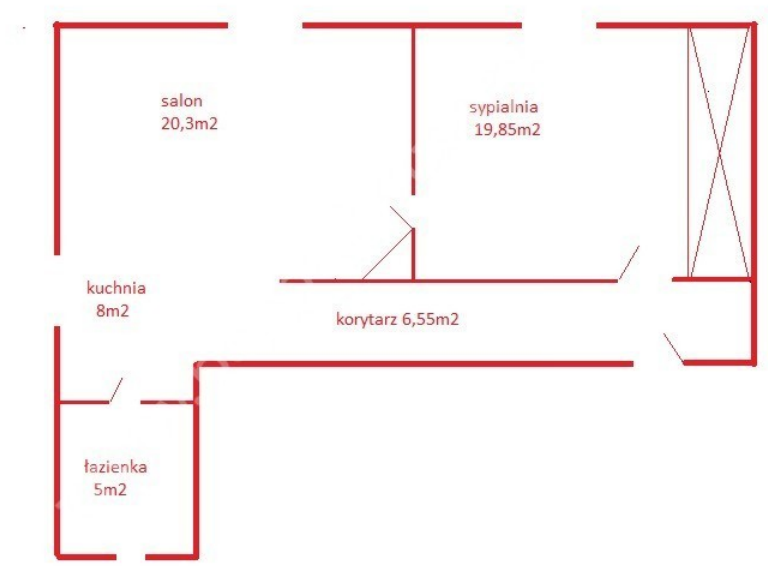 salon
20,3m2
sypialnia
19,85m2
kuchnia
8m2
korytarz 6,55m2
łazienka
5m2